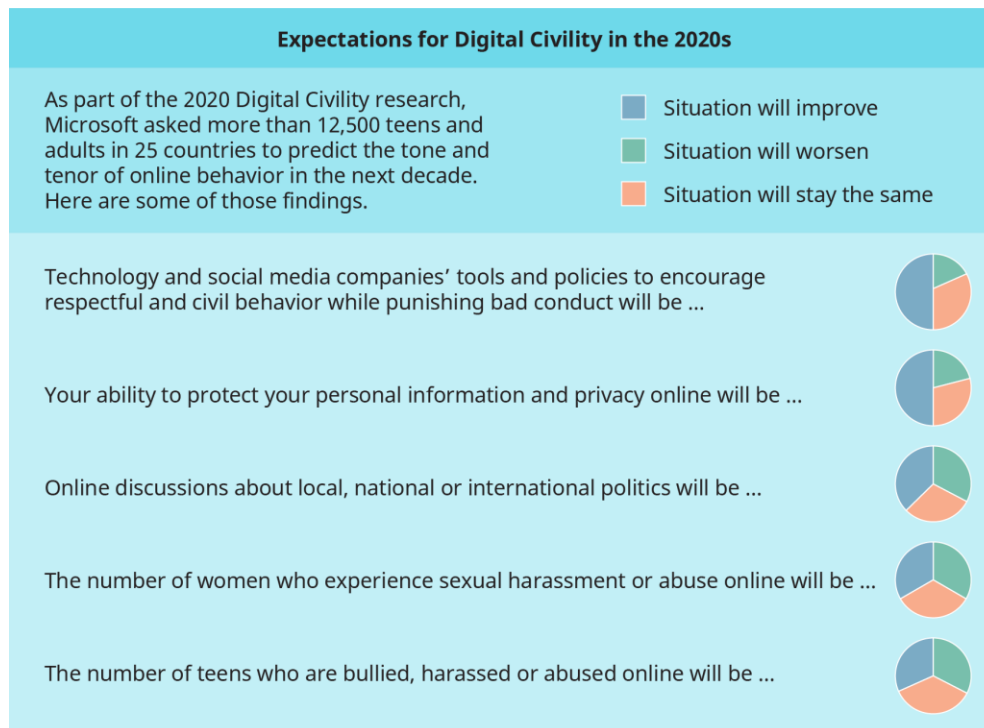 Expectations for Digital Civility in the 2020s
As part of the 2020 Digital Civility research,
Microsoft asked more than 12,500 teens and
adults in 25 countries to predict the tone and
tenor of online behavior in the next decade.
Here are some of those findings.
Situation will improve
Situation will worsen
Situation will stay the same
Technology and social media companies’ tools and policies to encourage
respectful and civil behavior while punishing bad conduct will be ...
Your ability to protect your personal information and privacy online will be ...
Online discussions about local, national or international politics will be ...
The number of women who experience sexual harassment or abuse online will be ...
The number of teens who are bullied, harassed or abused online will be ...